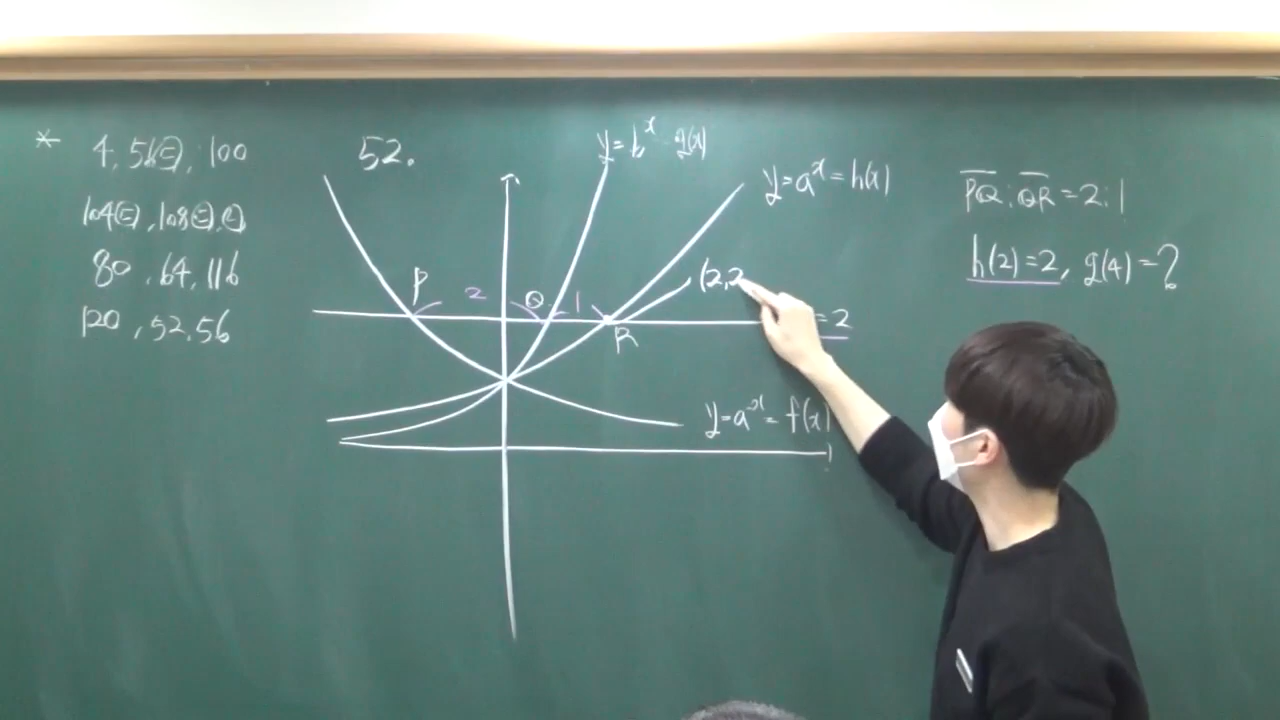 * 4, 56㉢, 100
104㉢, 108㉢,㉡
80, 64, 116
120, 52, 56
52.
y=b^x g(x)
y=a^x=h(x)
P
2
Q
1
R
(2,2
=2
y=a^-x=f(x)
PQ:QR=2:1
h(2)=2, g(4)=?